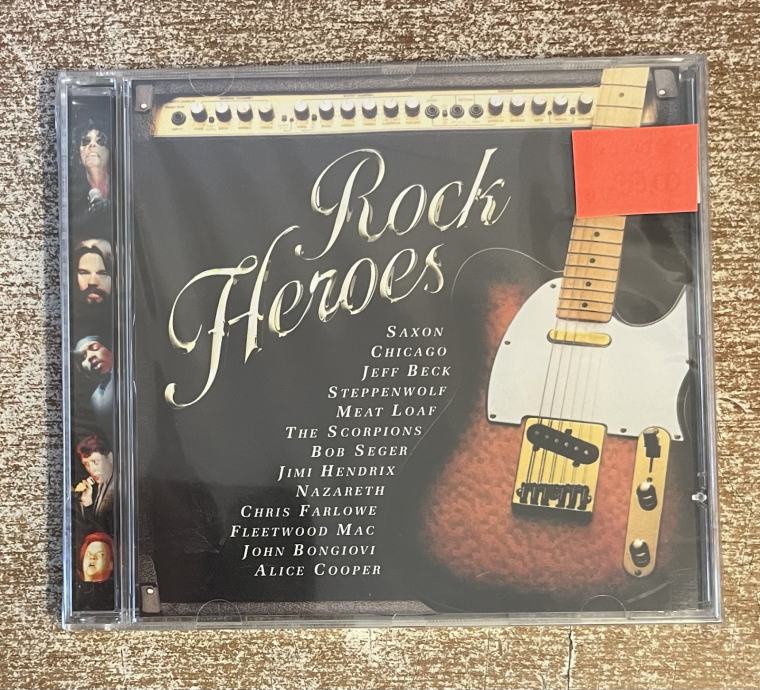 Rock
Heroes
SAXON
CHICAGO
JEFF BECK
STEPPENWOLF
MEAT LOAF
THE SCORPIONS
BOB SEGER
JIMI HENDRIX
NAZARETH
CHRIS FARLOWE
FLEETWOOD MAC
JOHN BONGIOVI
ALICE COOPER